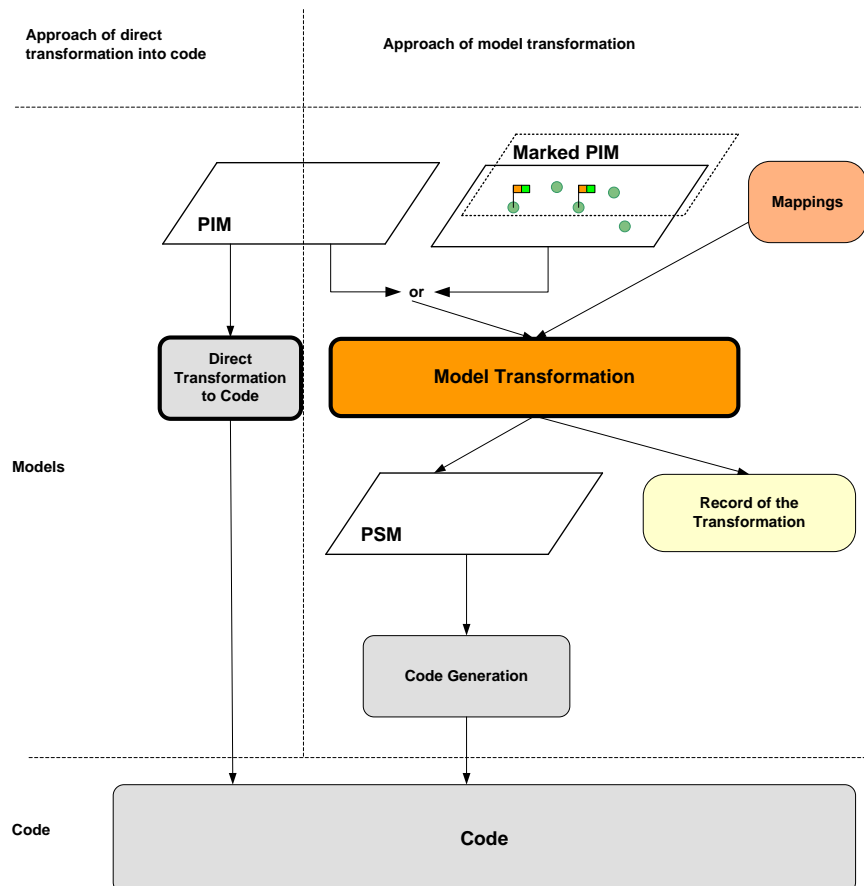 Approach of direct
transformation into code
Approach of model transformation
Marked PIM
PIM
Mappings
or
Direct
Transformation
to Code
Model Transformation
Models
PSM
Record of the
Transformation
Code Generation
Code
Code